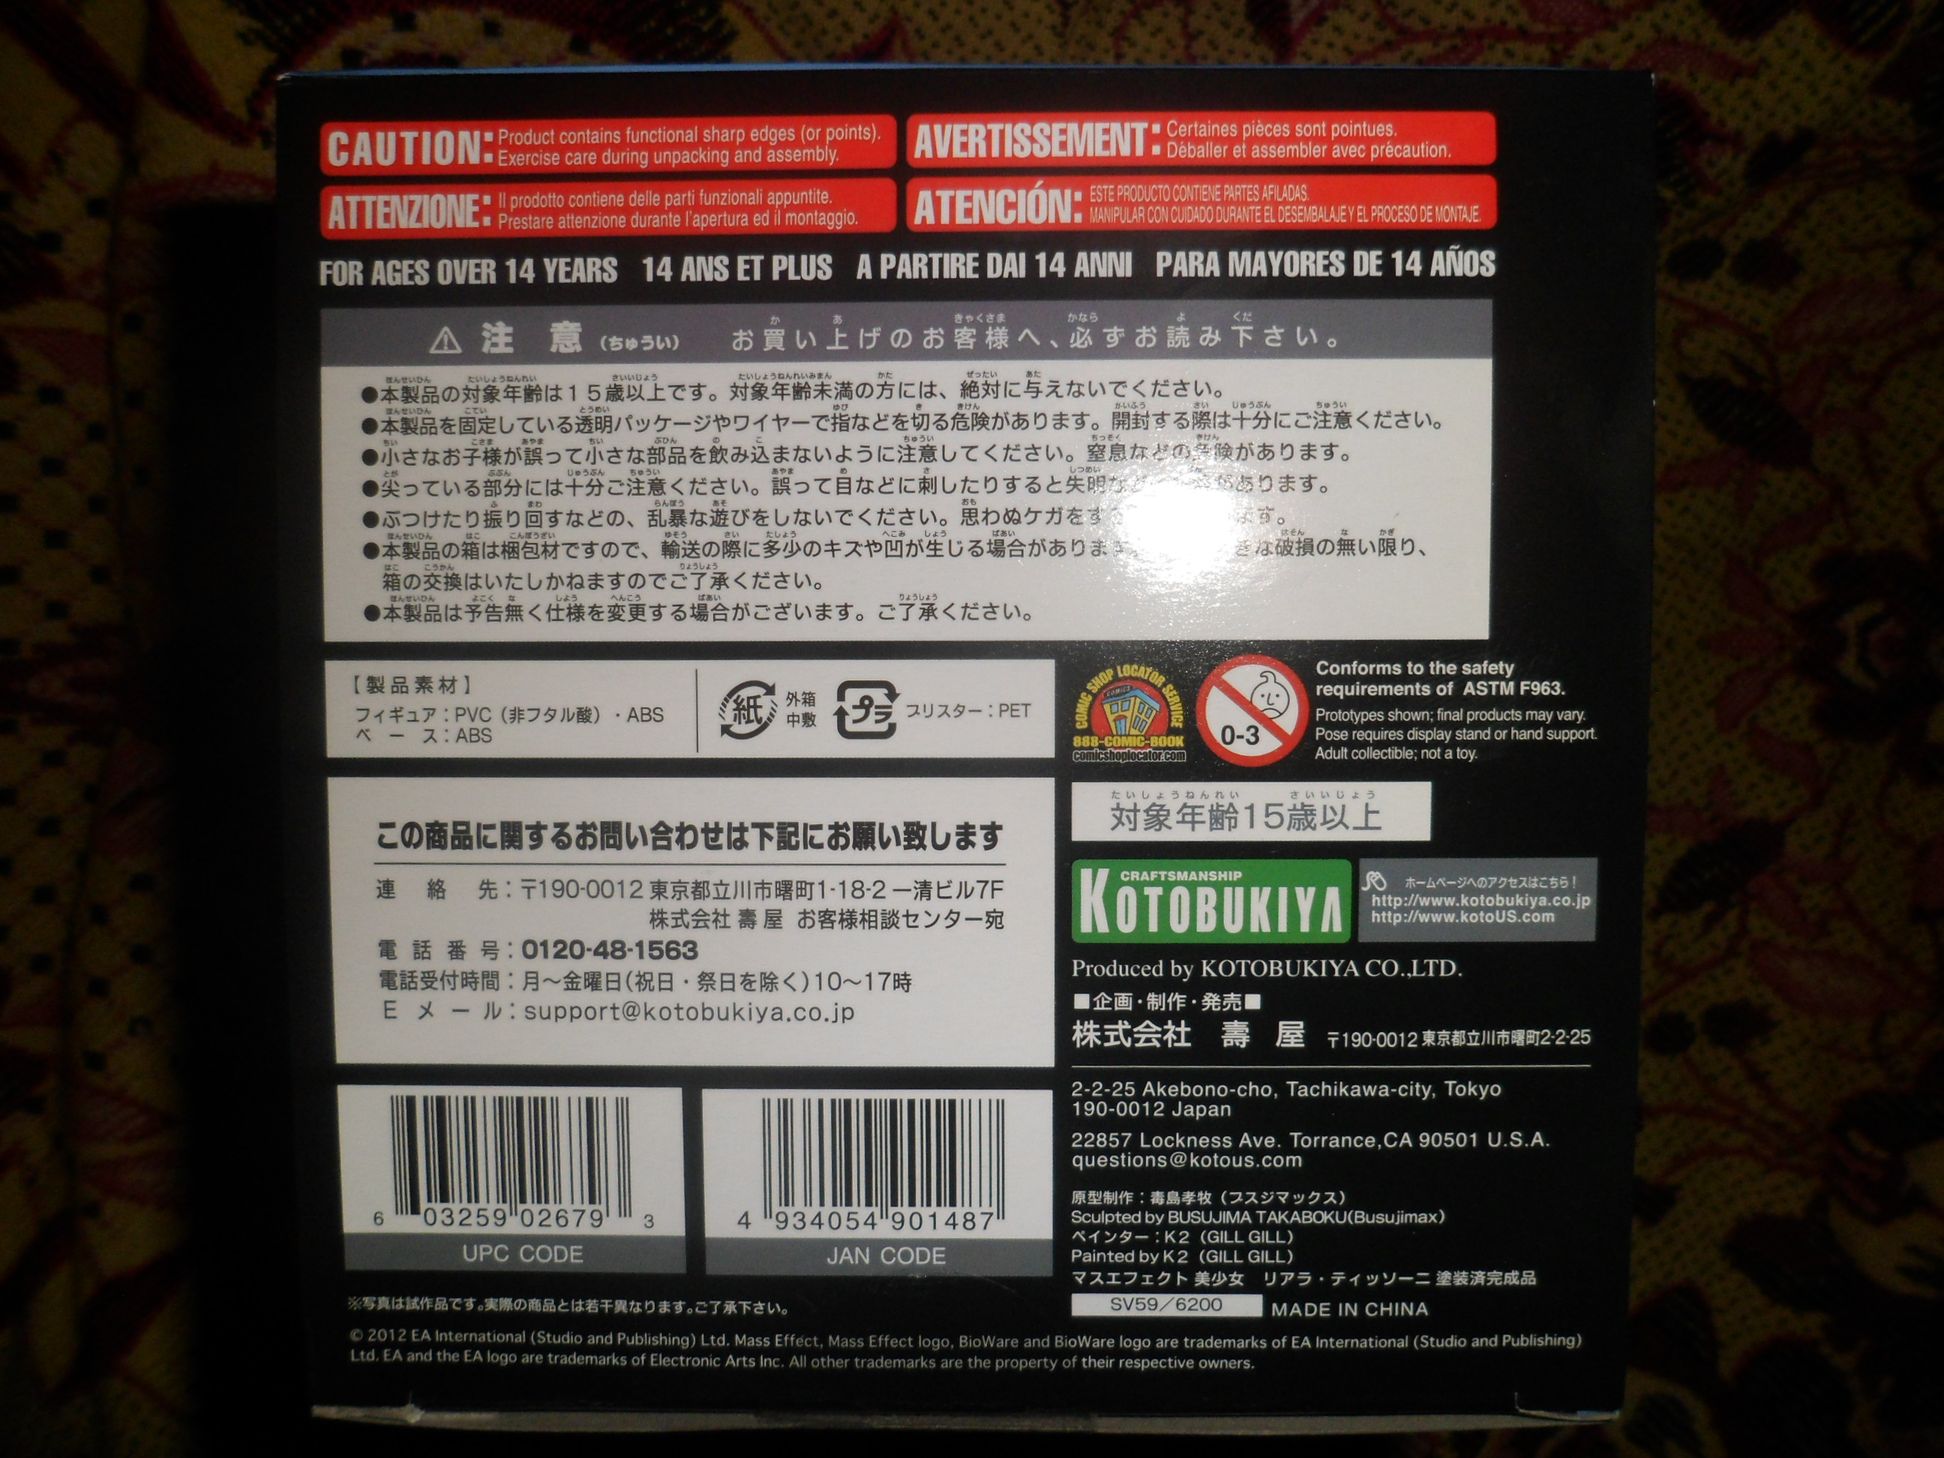 CAUTION: Product contains functional sharp edges (or points).
Exercise care during unpacking and assembly.
AVERTISSEMENT: Certaines pièces sont pointues.
Déballer et assembler avec précaution.
ATTENZIONE: Il prodotto contiene delle parti funzionali appuntite.
Prestare attenzione durante l'apertura ed il montaggio.
ATENCIÓN: ESTE PRODUCTO CONTIENE PARTES AFILADAS.
MANIPULAR CON CUIDADO DURANTE EL DESEMBALAJE Y EL PROCESO DE MONTAJE.
FOR AGES OVER 14 YEARS 14 ANS ET PLUS A PARTIRE DAI 14 ANNI PARA MAYORES DE 14 AÑOS
注意(ちゅうい) お買い上げのお客様へ、必ずお読み下さい。
●本製品の対象年齢は15歳以上です。対象年齢未満の方には、絶対に与えないでください。
●本製品を固定している透明パッケージやワイヤーで指などを切る危険があります。開封する際は十分にご注意ください。
●小さなお子様が誤って小さな部品を飲み込まないように注意してください。窒息などの危険があります。
●尖っている部分には十分ご注意ください。誤って目などに刺したりすると失明な があります。
●ぶつけたり振り回すなどの、乱暴な遊びをしないでください。思わぬケガをす ます。
●本製品の箱は梱包材ですので、輸送の際に多少のキズや凹が生じる場合がありま きな破損の無い限り、
箱の交換はいたしかねますのでご了承ください。
●本製品は予告無く仕様を変更する場合がございます。ご了承ください。
【製品素材】
フィギュア:PVC(非フタル酸)・ABS
ベース:ABS
紙 外箱
中敷
プラ ブリスター:PET
COMIC SHOP LOCATOR SERVICE
COMICS
888-COMIC-BOOK
comicshoplocator.com
0-3
Conforms to the safety
requirements of ASTM F963.
Prototypes shown; final products may vary.
Pose requires display stand or hand support.
Adult collectible; not a toy.
対象年齢15歳以上
この商品に関するお問い合わせは下記にお願い致します
連絡先:〒190-0012 東京都立川市曙町1-18-2 一清ビル7F
株式会社 壽屋 お客様相談センター宛
電話番号:0120-48-1563
電話受付時間:月〜金曜日(祝日・祭日を除く)10〜17時
Eメール:support@kotobukiya.co.jp
CRAFTSMANSHIP
KOTOBUKIYA
ホームページへのアクセスはこちら!
http://www.kotobukiya.co.jp
http://www.kotoUS.com
Produced by KOTOBUKIYA CO.,LTD.
■企画・制作・発売■
株式会社 壽屋 〒190-0012 東京都立川市曙町2-2-25
2-2-25 Akebono-cho, Tachikawa-city, Tokyo
190-0012 Japan
22857 Lockness Ave. Torrance,CA 90501 U.S.A.
questions@kotous.com
原型制作:毒島孝牧(ブスジマックス)
Sculpted by BUSUJIMA TAKABOKU(Busujimax)
ペインター:K2(GILL GILL)
Painted by K2 (GILL GILL)
マスエフェクト 美少女 リアラ・ティッソーニ 塗装済完成品
SV59/6200 MADE IN CHINA
6 03259 02679 3
UPC CODE
4 934054 901487
JAN CODE
※写真は試作品です。実際の商品とは若干異なります。ご了承下さい。
© 2012 EA International (Studio and Publishing) Ltd. Mass Effect, Mass Effect logo, BioWare and BioWare logo are trademarks of EA International (Studio and Publishing)
Ltd. EA and the EA logo are trademarks of Electronic Arts Inc. All other trademarks are the property of their respective owners.